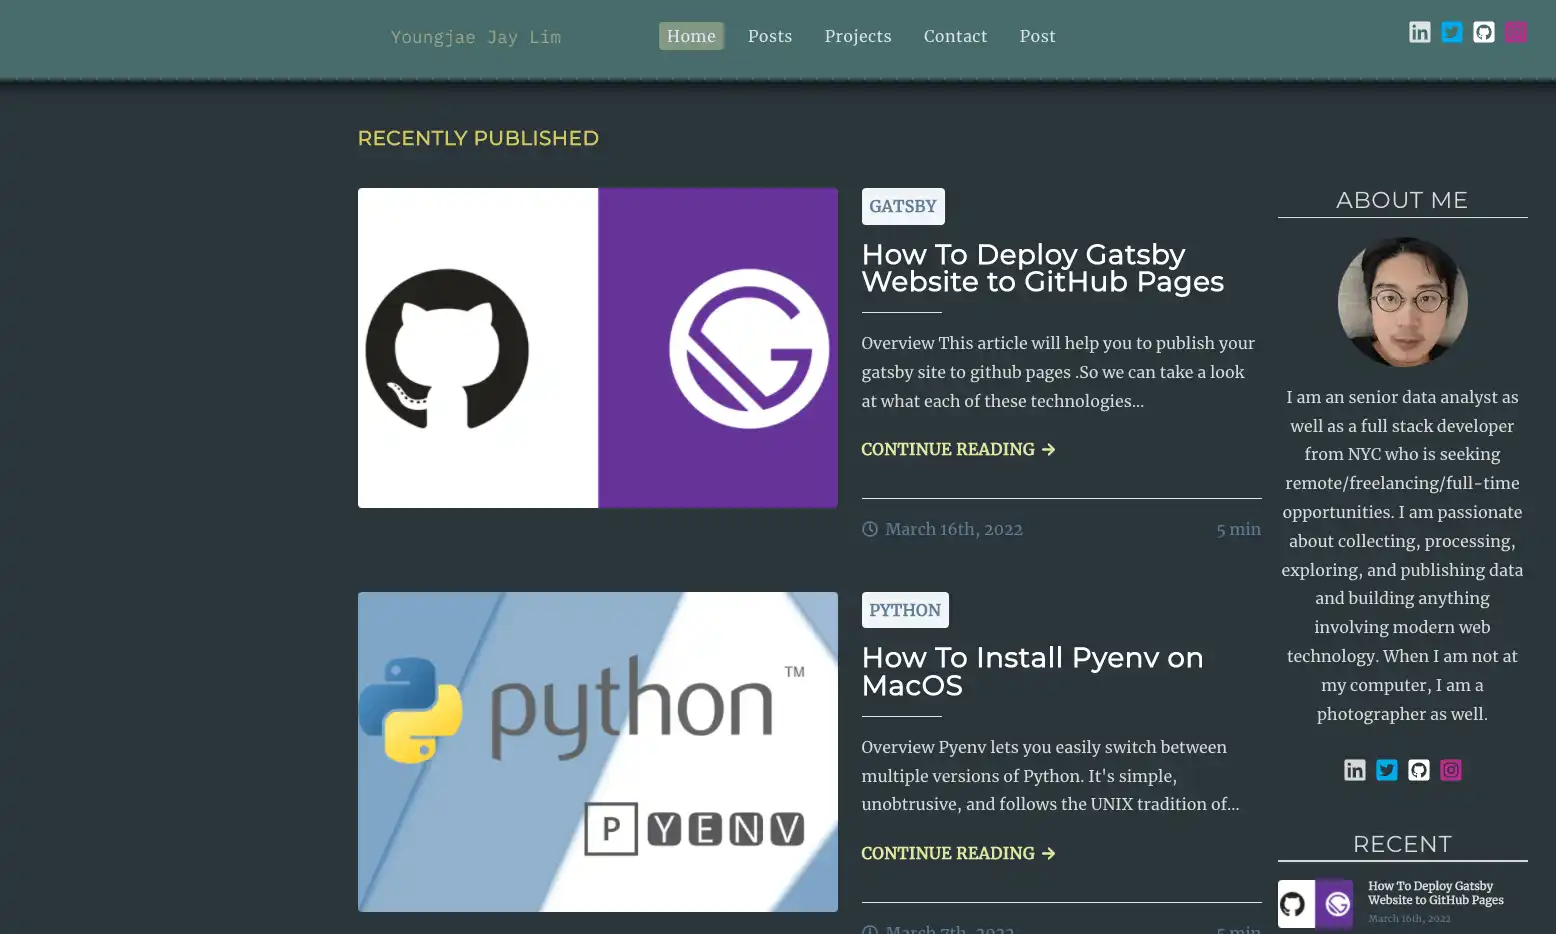 Youngjae Jay Lim
Home
Posts
Projects
Contact
Post
RECENTLY PUBLISHED
GATSBY
How To Deploy Gatsby
Website to GitHub Pages
Overview This article will help you to publish your
gatsby site to github pages .So we can take a look
at what each of these technologies...
CONTINUE READING
March 16th, 2022
5 min
python
TM
PYENV
PYTHON
How To Install Pyenv on
MacOS
Overview Pyenv lets you easily switch between
multiple versions of Python. It's simple,
unobtrusive, and follows the UNIX tradition of...
CONTINUE READING
March 7th, 2022
5 min
ABOUT ME
I am an senior data analyst as
well as a full stack developer
from NYC who is seeking
remote/freelancing/full-time
opportunities. I am passionate
about collecting, processing,
exploring, and publishing data
and building anything
involving modern web
technology. When I am not at
my computer, I am a
photographer as well.
RECENT
How To Deploy Gatsby
Website to GitHub Pages
March 16th, 2022